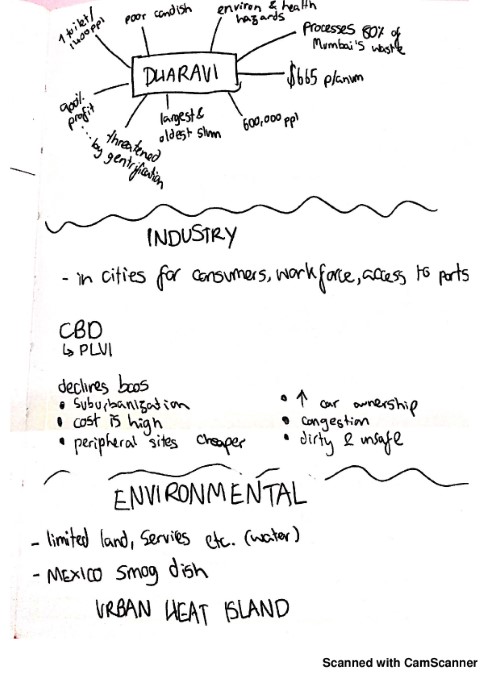 1 toilet/
1400 ppl
poor condish
environ & health
hazards
Processes 80% of
Mumbai's waste
DHARAVI
$665 m p/annum
900%
profit
threatened
... by gentrification
largest &
oldest slum
600,000 ppl
INDUSTRY
- in cities for consumers, workforce, access to ports
CBD
↳ PLVI
declines bcos
• suburbanization
• cost is high
• peripheral sites cheaper
• ↑ car ownership
• congestion
• dirty & unsafe
ENVIRONMENTAL
- limited land, servies etc. (water)
- MEXICO smog dish
URBAN HEAT ISLAND
Scanned with CamScanner